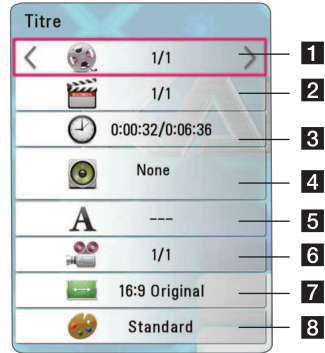 Titre
1/1 1
1/1 2
0:00:32/0:06:36 3
None 4
A --- 5
1/1 6
16:9 Original 7
Standard 8